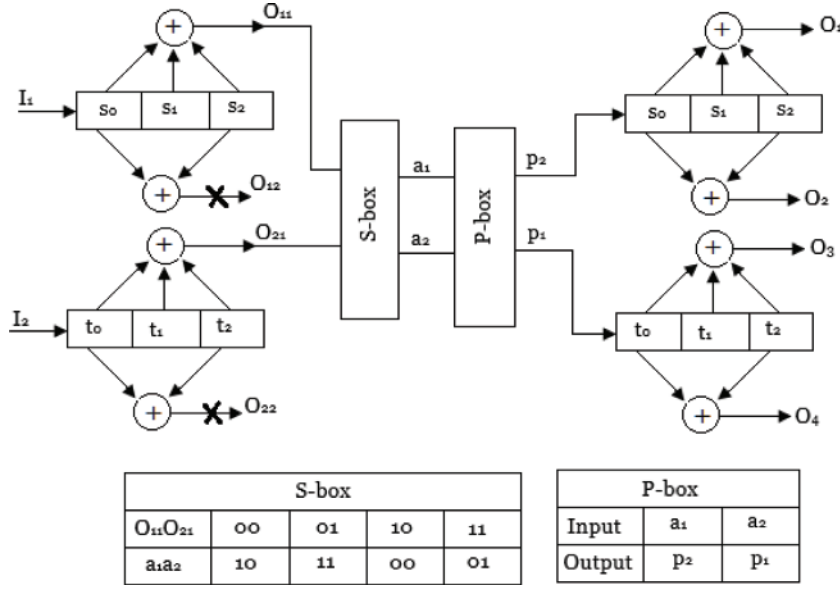 O₁₁
I₁
s₀ s₁ s₂
+
+
O₁₂
+
O₂₁
I₂
t₀ t₁ t₂
+
O₂₂
S-box
a₁
a₂
P-box
p₂
p₁
+
O₁
s₀ s₁ s₂
+
O₂
+
O₃
t₀ t₁ t₂
+
O₄
S-box
O₁₁O₂₁ 00 01 10 11
a₁a₂ 10 11 00 01
P-box
Input a₁ a₂
Output p₂ p₁